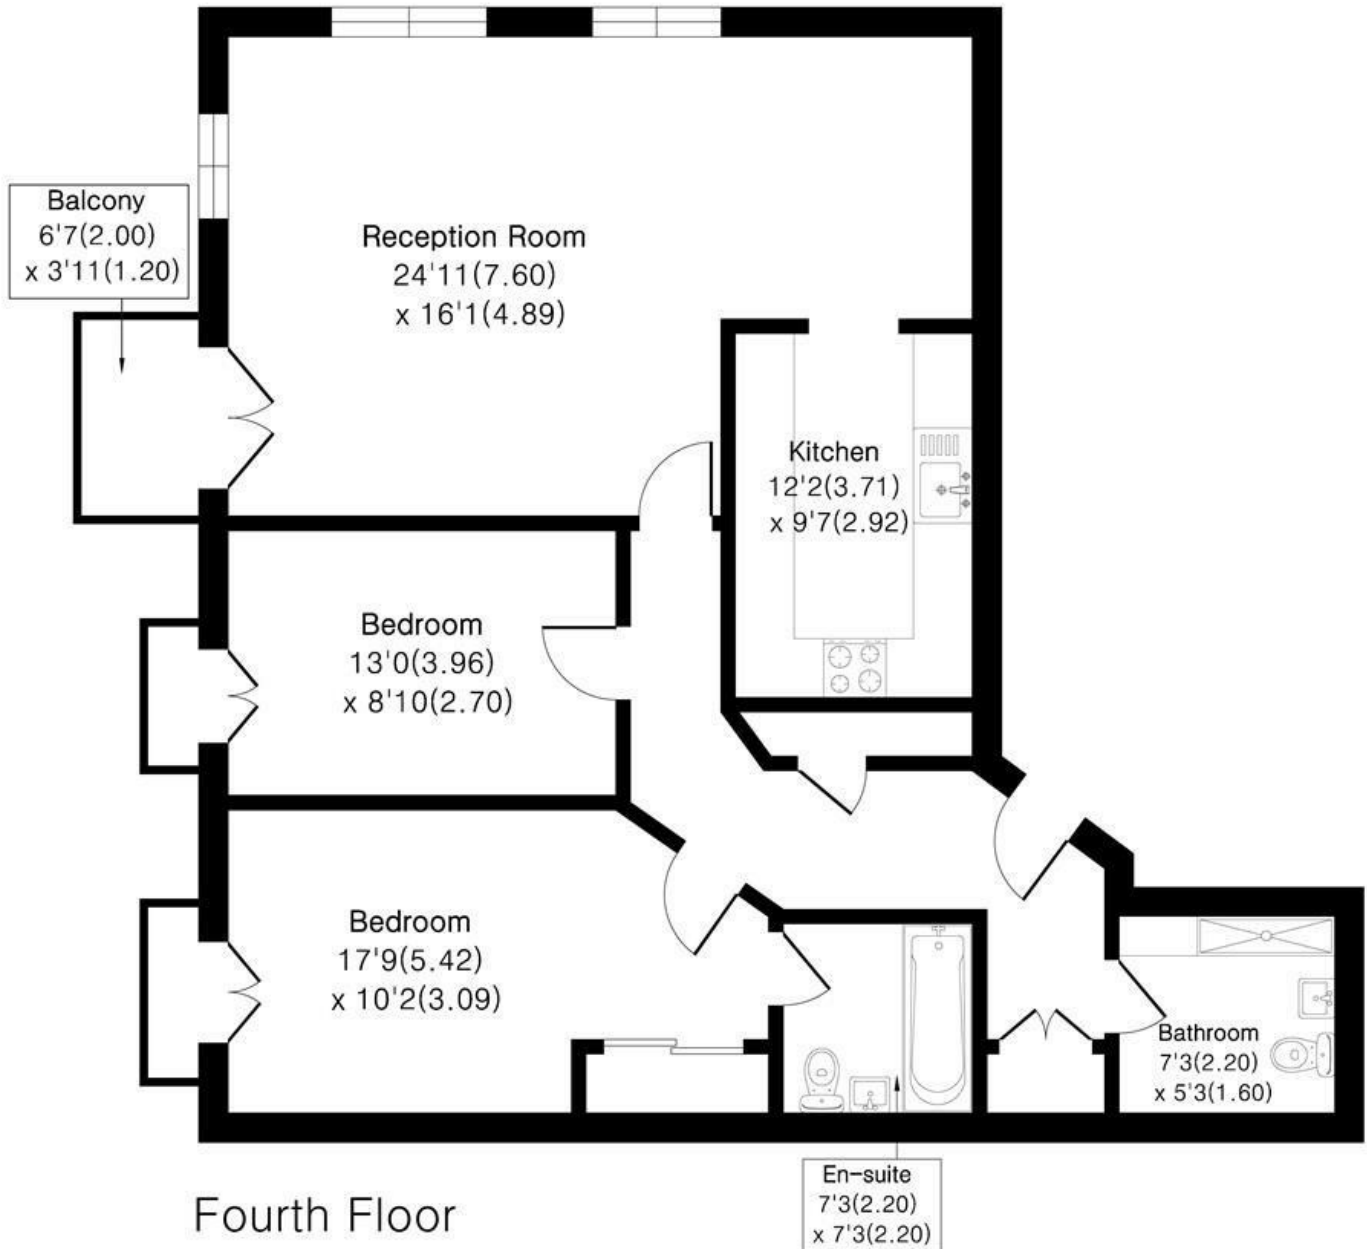 Balcony
6'7(2.00)
x 3'11(1.20)
Reception Room
24'11(7.60)
x 16'1(4.89)
Kitchen
12'2(3.71)
x 9'7(2.92)
Bedroom
13'0(3.96)
x 8'10(2.70)
Bedroom
17'9(5.42)
x 10'2(3.09)
Bathroom
7'3(2.20)
x 5'3(1.60)
En-suite
7'3(2.20)
x 7'3(2.20)
Fourth Floor